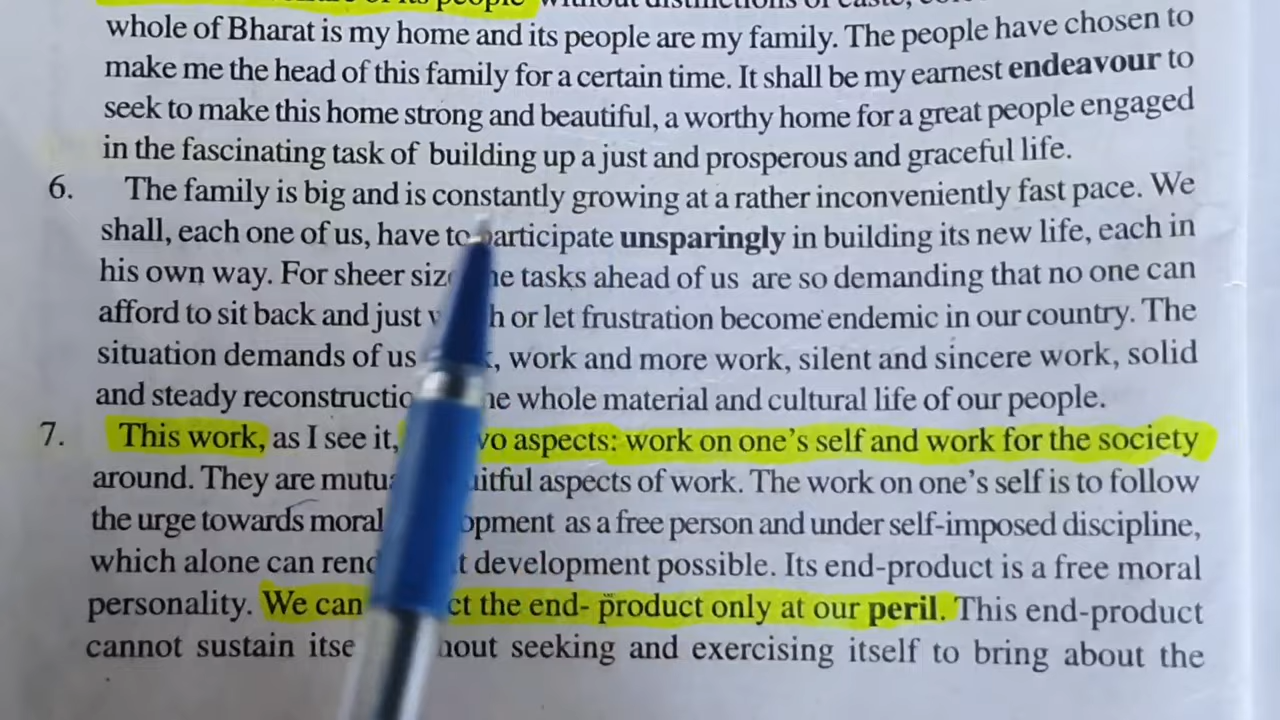 of its people without distinctions of caste,
whole of Bharat is my home and its people are my family. The people have chosen to
make me the head of this family for a certain time. It shall be my earnest endeavour to
seek to make this home strong and beautiful, a worthy home for a great people engaged
in the fascinating task of building up a just and prosperous and graceful life.
6. The family is big and is constantly growing at a rather inconveniently fast pace. We
shall, each one of us, have to participate unsparingly in building its new life, each in
his own way. For sheer size tasks ahead of us are so demanding that no one can
afford to sit back and just or let frustration become endemic in our country. The
situation demands of us work and more work, silent and sincere work, solid
and steady whole material and cultural life of our people.
7. This work, as I see it, aspects: work on one's self and work for the society
around. They are aspects of work. The work on one's self is to follow
the urge towards moral as a free person and under self-imposed discipline,
which alone can development possible. Its end-product is a free moral
personality. We can the end- product only at our peril. This end-product
cannot sustain seeking and exercising itself to bring about the